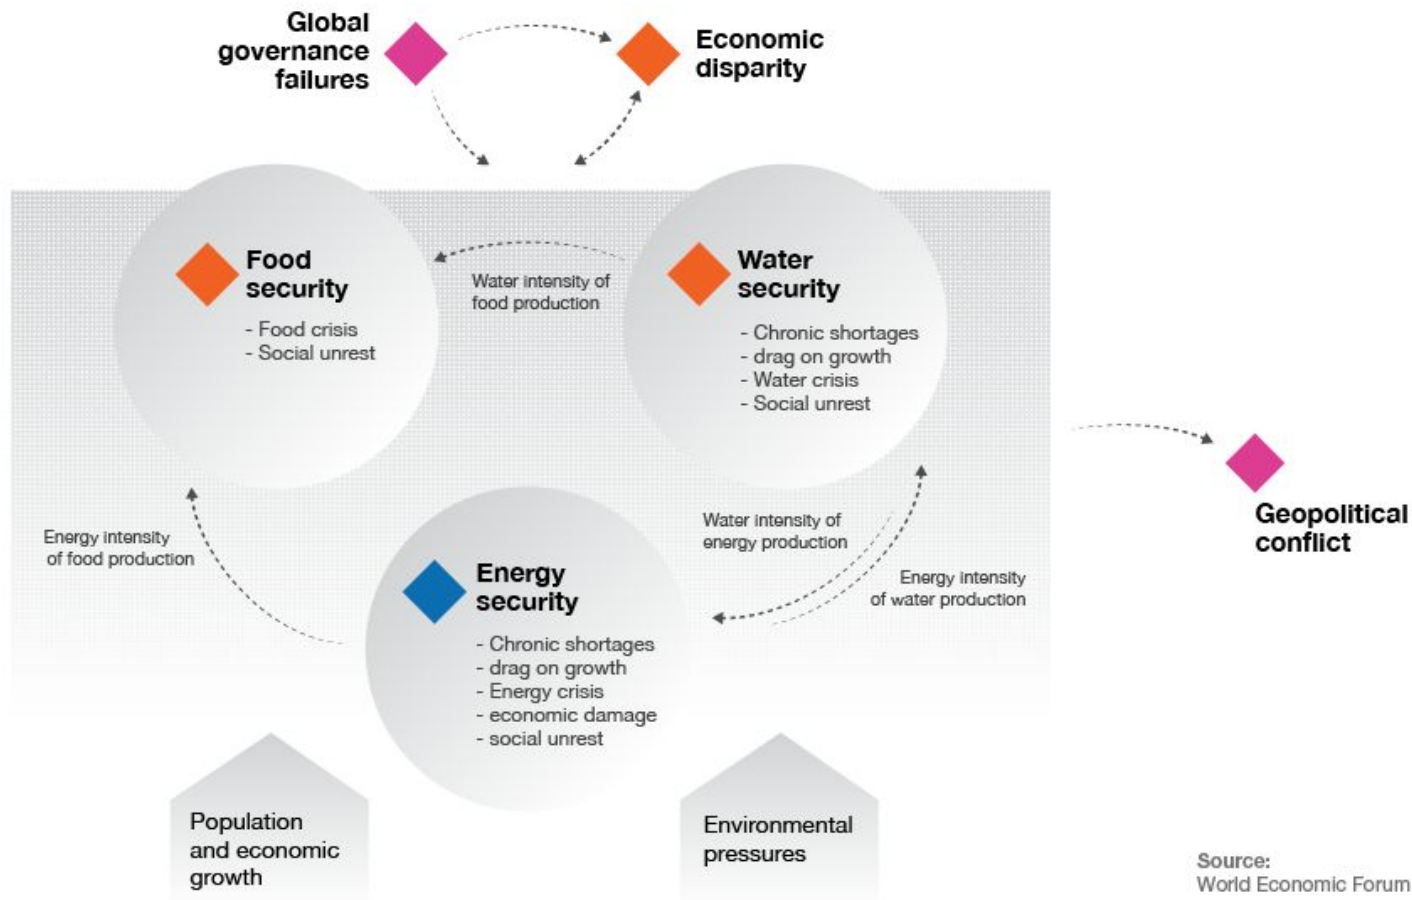 Global
governance
failures
Economic
disparity
Food
security
- Food crisis
- Social unrest
Water intensity of
food production
Water
security
- Chronic shortages
- drag on growth
- Water crisis
- Social unrest
Geopolitical
conflict
Energy intensity
of food production
Water intensity of
energy production
Energy intensity
of water production
Energy
security
- Chronic shortages
- drag on growth
- Energy crisis
- economic damage
- social unrest
Population
and economic
growth
Environmental
pressures
Source:
World Economic Forum